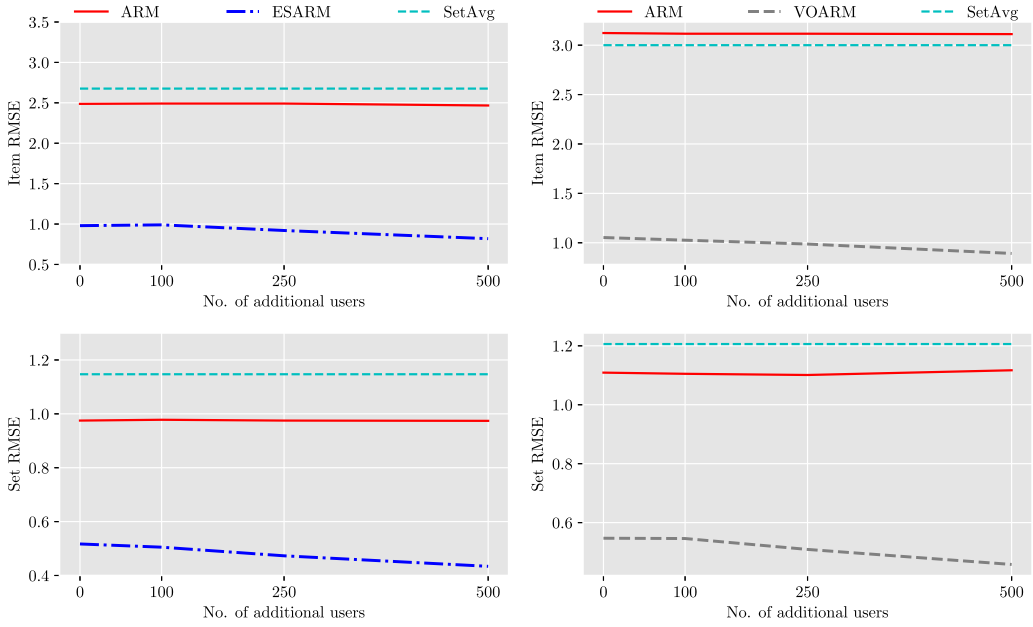 ARM ESARM SetAvg
3.5
3.0
2.5
2.0
1.5
1.0
0.5
Item RMSE
0 100 250 500
No. of additional users
ARM VOARM SetAvg
3.0
2.5
2.0
1.5
1.0
Item RMSE
0 100 250 500
No. of additional users
1.2
1.0
0.8
0.6
0.4
Set RMSE
0 100 250 500
No. of additional users
1.2
1.0
0.8
0.6
Set RMSE
0 100 250 500
No. of additional users